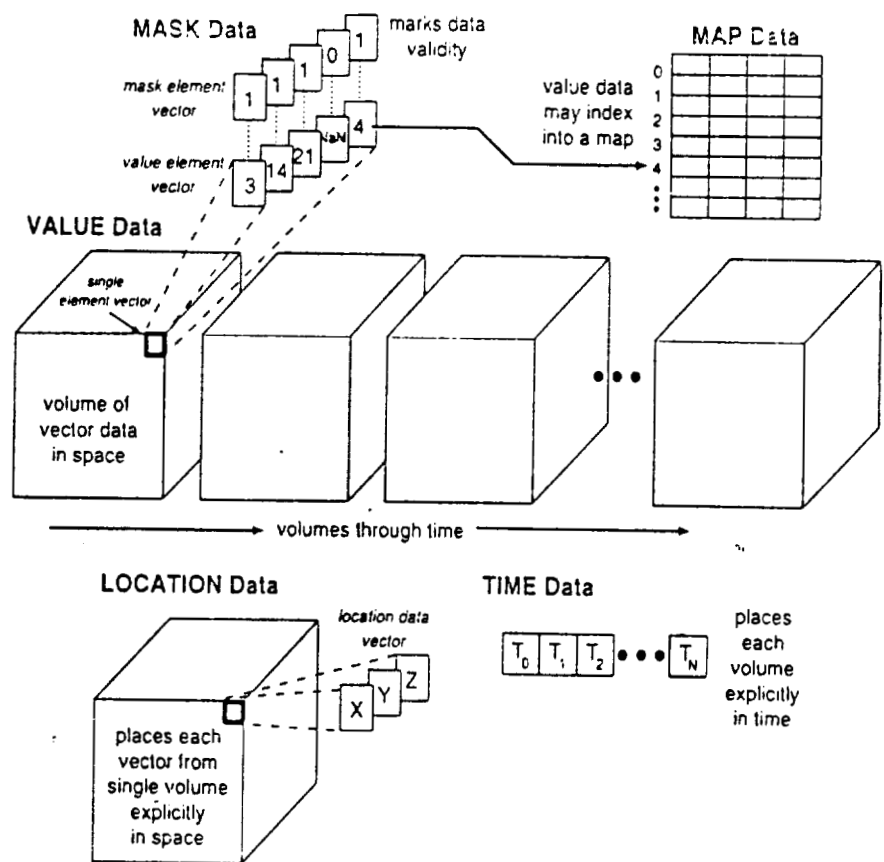 MASK Data
marks data
validity
mask element
vector
1 1 1 0 1
value element
vector
3 14 21 NaN 4
MAP Data
value data
may index
into a map
0
1
2
3
4
VALUE Data
single
element vector
volume of
vector data
in space
volumes through time
LOCATION Data
location data
vector
X Y Z
places each
vector from
single volume
explicitly
in space
TIME Data
T0 T1 T2 ••• TN
places
each
volume
explicitly
in time